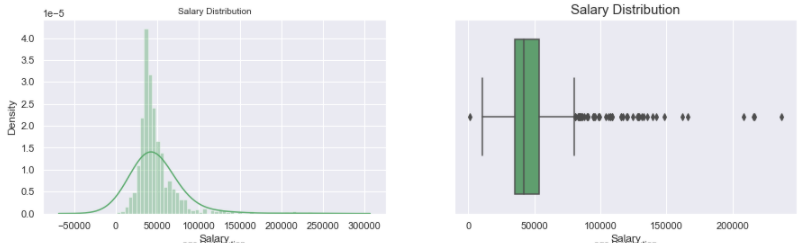 Salary Distribution
1e−5
4.0
3.5
3.0
2.5
2.0
1.5
1.0
0.5
0.0
Density
−50000 0 50000 100000 150000 200000 250000 300000
Salary
Salary Distribution
0 50000 100000 150000 200000
Salary